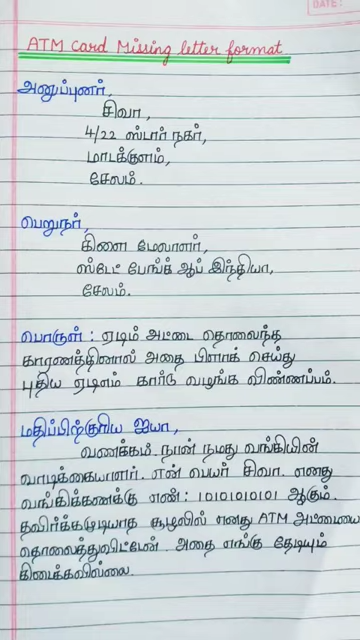 DATE:
ATM Card Missing letter format
அனுப்புனர்,
சிவா,
4/22 ஸ்டார் நகர்,
மாடக்குளம்,
சேலம்.
பெறுநர்,
கிளை மேலாளர்,
ஸ்டேட் பேங்க் ஆப் இந்தியா,
சேலம்.
பொருள் : ஏடிம் அட்டை தொலைந்த
காரணத்தினால் அதை பிளாக் செய்து
புதிய ஏடிஎம் கார்டு வழங்க விண்ணப்பம்.
மதிப்பிற்குரிய ஐயா,
வணக்கம். நான் நமது வங்கியின்
வாடிக்கையாளர். என் பெயர் சிவா. எனது
வங்கிக்கணக்கு எண் : 10101010101 ஆகும்.
தவிர்க்கமுடியாத சூழலில் எனது ATM அட்டையை
தொலைத்துவிட்டேன். அதை எங்கு தேடியும்
கிடைக்கவில்லை.